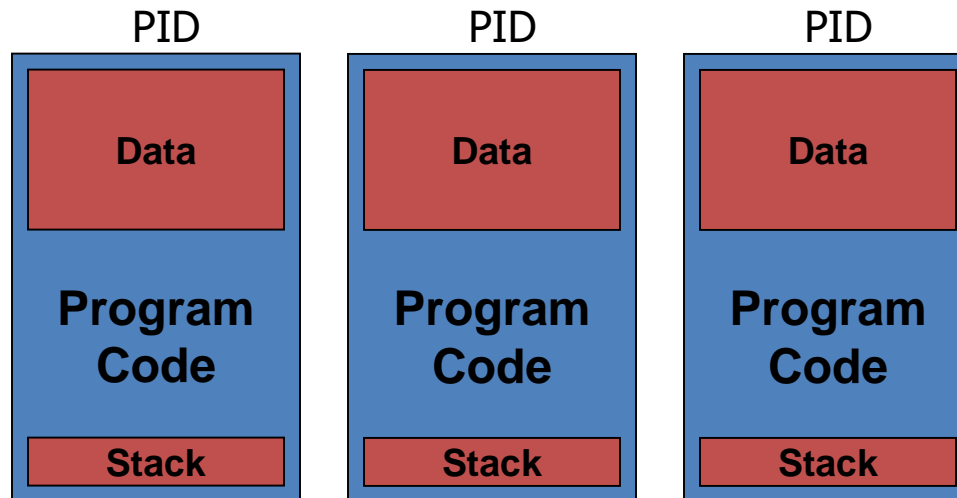 PID PID PID
Data Data Data
Program Program Program
Code Code Code
Stack Stack Stack